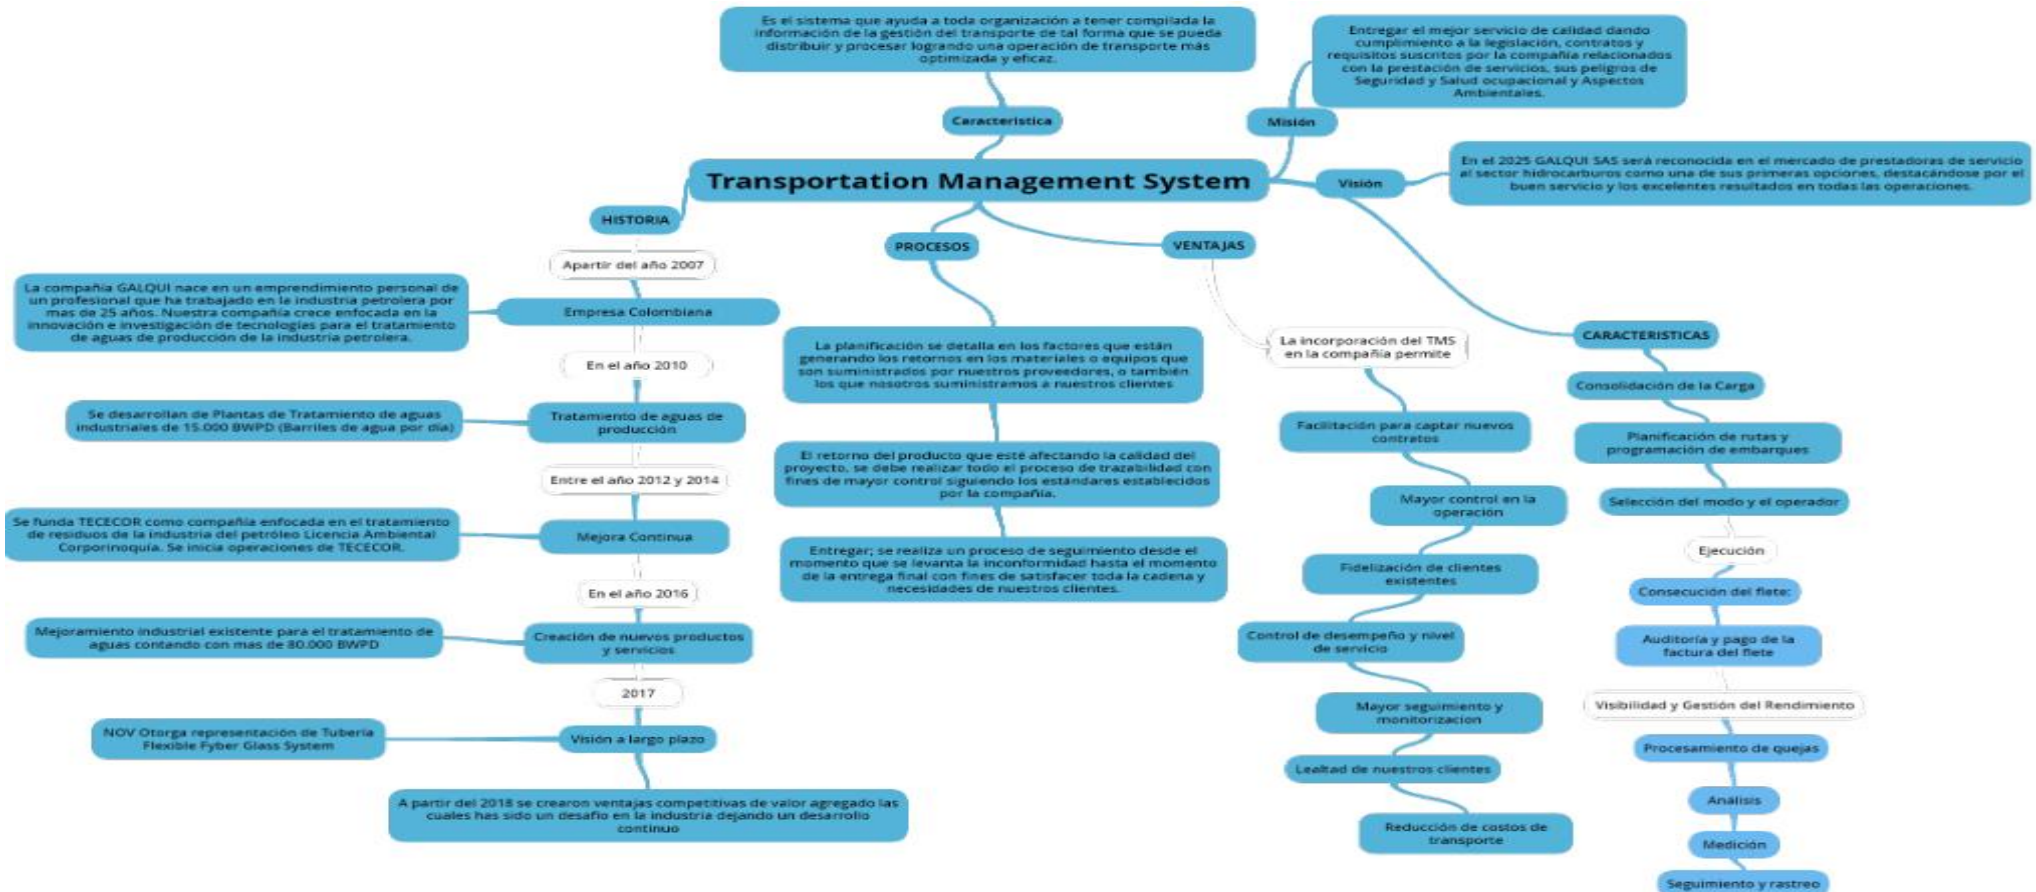 Es el sistema que ayuda a toda organización a tener compilada la
información de la gestión del transporte de tal forma que se pueda
distribuir y procesar logrando una operación de transporte más
optimizada y eficaz.
Característica
Entregar el mejor servicio de calidad dando
cumplimiento a la legislación, contratos y
requisitos suscritos por la compañía relacionados
con la prestación de servicios, sus peligros de
Seguridad y Salud ocupacional y Aspectos
Ambientales.
Misión
Transportation Management System
Visión
En el 2025 GALQUI SAS será reconocida en el mercado de prestadoras de servicio
al sector hidrocarburos como una de sus primeras opciones, destacándose por el
buen servicio y los excelentes resultados en todas las operaciones.
HISTORIA
Apartir del año 2007
Empresa Colombiana
La compañía GALQUI nace en un emprendimiento personal de
un profesional que ha trabajado en la industria petrolera por
mas de 25 años. Nuestra compañía crece enfocada en la
innovación e investigación de tecnologías para el tratamiento
de aguas de producción de la industria petrolera.
En el año 2010
Tratamiento de aguas de
producción
Se desarrollan de Plantas de Tratamiento de aguas
industriales de 15.000 BWPD (Barriles de agua por día)
Entre el año 2012 y 2014
Mejora Continua
Se funda TECECOR como compañía enfocada en el tratamiento
de residuos de la industria del petróleo Licencia Ambiental
Corporinoquía. Se inicia operaciones de TECECOR.
En el año 2016
Creación de nuevos productos
y servicios
Mejoramiento industrial existente para el tratamiento de
aguas contando con mas de 80.000 BWPD
2017
Visión a largo plazo
NOV Otorga representación de Tubería
Flexible Fyber Glass System
A partir del 2018 se crearon ventajas competitivas de valor agregado las
cuales has sido un desafío en la industria dejando un desarrollo
continuo
PROCESOS
La planificación se detalla en los factores que están
generando los retornos en los materiales o equipos que
son suministrados por nuestros proveedores, o también
los que nosotros suministramos a nuestros clientes
El retorno del producto que esté afectando la calidad del
proyecto, se debe realizar todo el proceso de trazabilidad con
fines de mayor control siguiendo los estándares establecidos
por la compañía.
Entregar; se realiza un proceso de seguimiento desde el
momento que se levanta la inconformidad hasta el momento
de la entrega final con fines de satisfacer toda la cadena y
necesidades de nuestros clientes.
VENTAJAS
La incorporación del TMS
en la compañía permite
Facilitación para captar nuevos
contratos
Mayor control en la
operación
Fidelización de clientes
existentes
Control de desempeño y nivel
de servicio
Mayor seguimiento y
monitorizacion
Lealtad de nuestros clientes
Reducción de costos de
transporte
CARACTERISTICAS
Consolidación de la Carga
Planificación de rutas y
programación de embarques
Selección del modo y el operador
Ejecución
Consecución del flete:
Auditoría y pago de la
factura del flete
Visibilidad y Gestión del Rendimiento
Procesamiento de quejas
Análisis
Medición
Seguimiento y rastreo